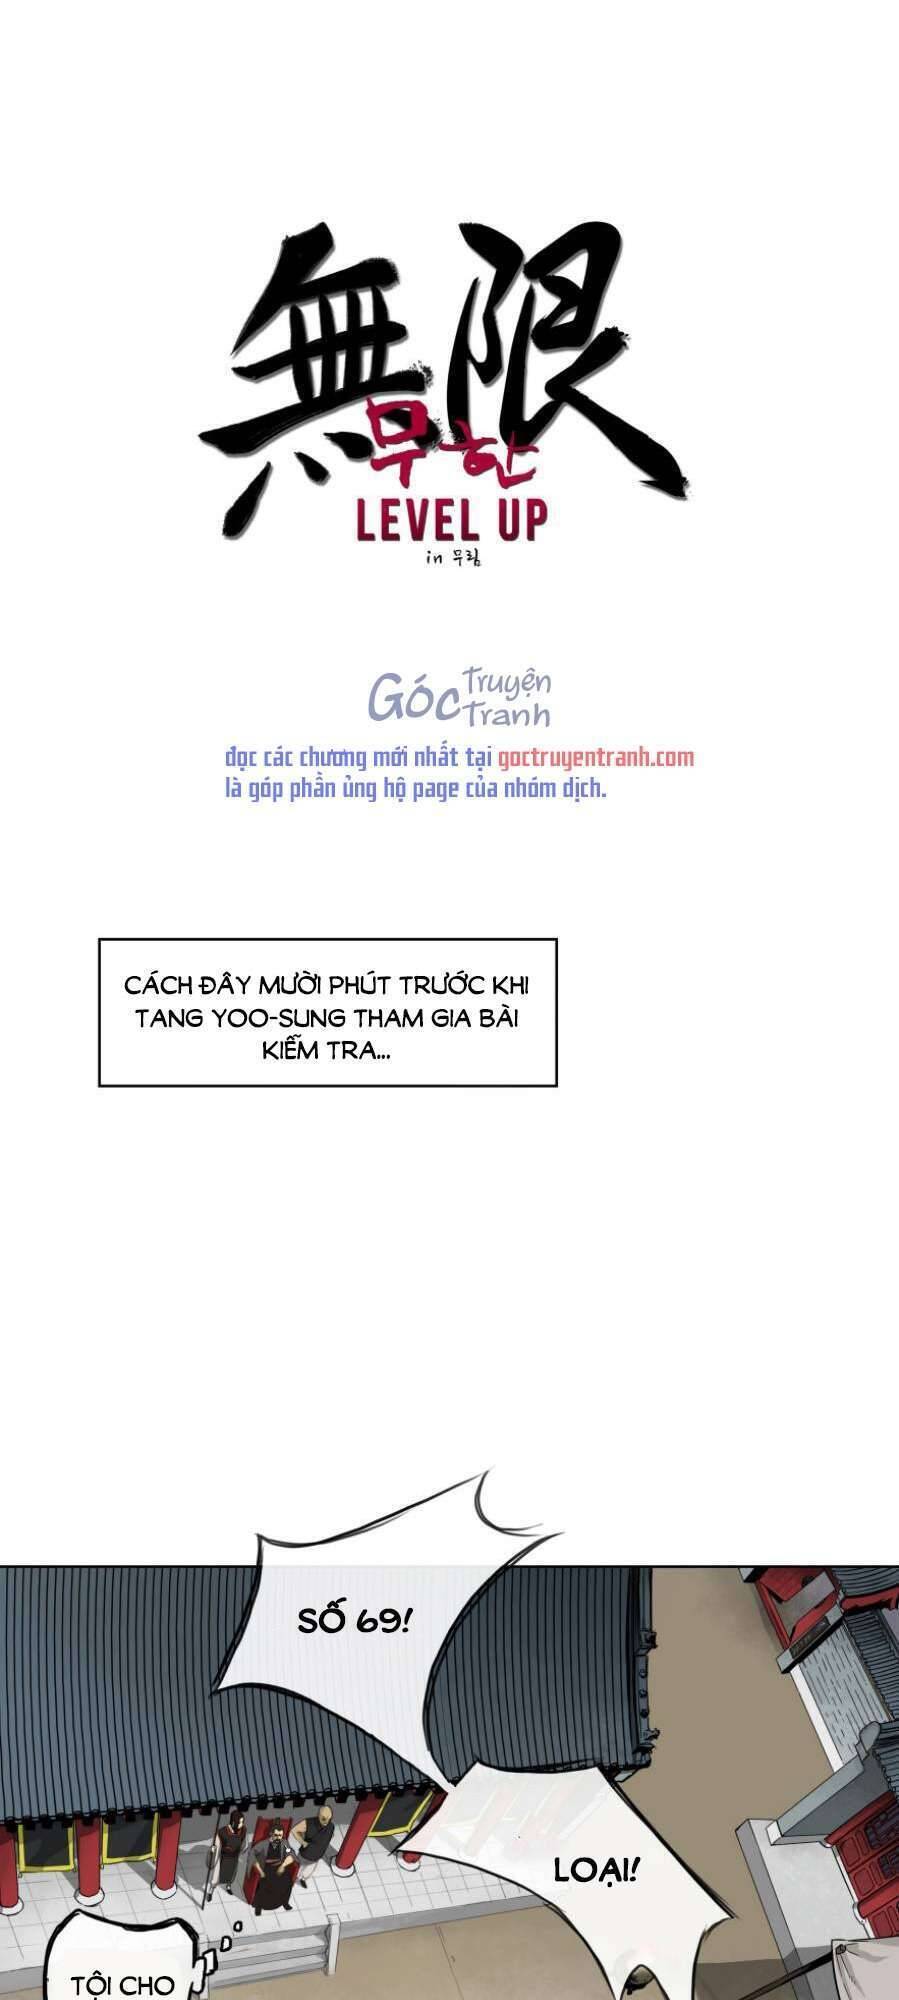 無限
무한
LEVEL UP
in 무림
Góc Truyện
Tranh
đọc các chương mới nhất tại goctruyentranh.com
là góp phần ủng hộ page của nhóm dịch.
CÁCH ĐÂY MƯỜI PHÚT TRƯỚC KHI
TANG YOO-SUNG THAM GIA BÀI
KIỄM TRA...
SỐ 69!
LOẠI!
TỘI CHO